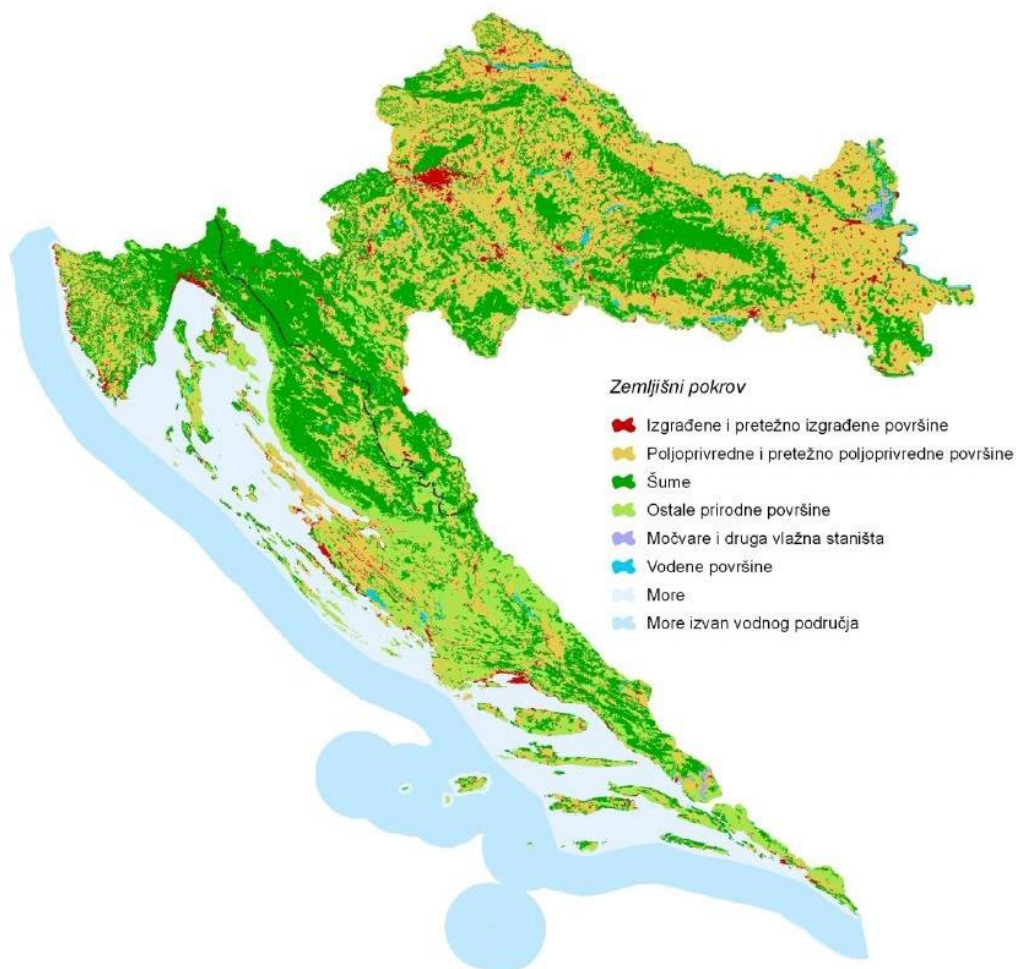 Zemljišni pokrov
Izgrađene i pretežno izgrađene površine
Poljoprivredne i pretežno poljoprivredne površine
Šume
Ostale prirodne površine
Močvare i druga vlažna staništa
Vodene površine
More
More izvan vodnog područja